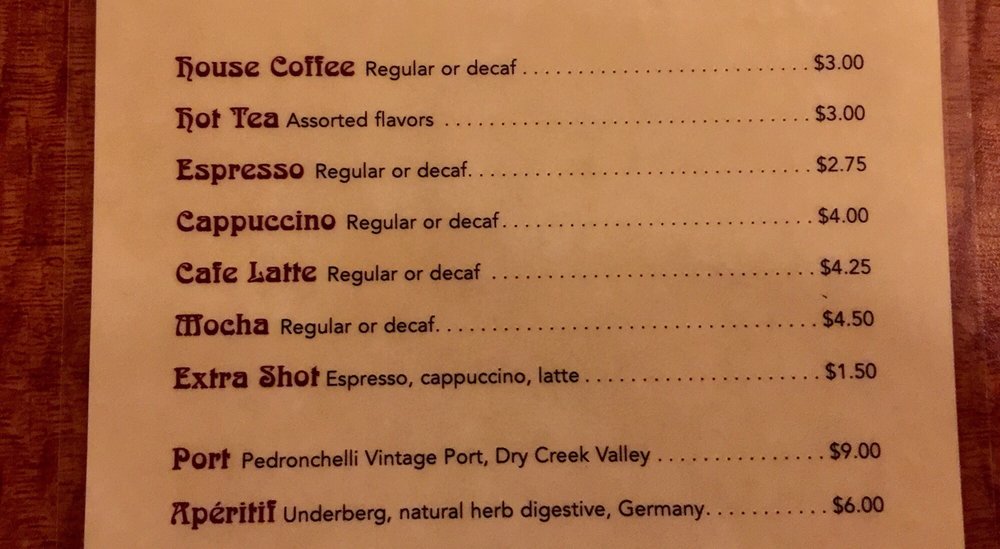 House Coffee Regular or decaf . . . . . . . . . . . . . . . . . . . . . . . . . . . $3.00
Hot Tea Assorted flavors . . . . . . . . . . . . . . . . . . . . . . . . . . . . . . . . . . $3.00
Espresso Regular or decaf. . . . . . . . . . . . . . . . . . . . . . . . . . . . . . . . $2.75
Cappuccino Regular or decaf. . . . . . . . . . . . . . . . . . . . . . . . . . . . . $4.00
Cafe Latte Regular or decaf . . . . . . . . . . . . . . . . . . . . . . . . . . . . . . $4.25
Mocha Regular or decaf. . . . . . . . . . . . . . . . . . . . . . . . . . . . . . . . . . . $4.50
Extra Shot Espresso, cappuccino, latte . . . . . . . . . . . . . . . . . . . . . . $1.50
Port Pedronchelli Vintage Port, Dry Creek Valley . . . . . . . . . . . . . . . . $9.00
Apéritif Underberg, natural herb digestive, Germany. . . . . . . . . . . $6.00